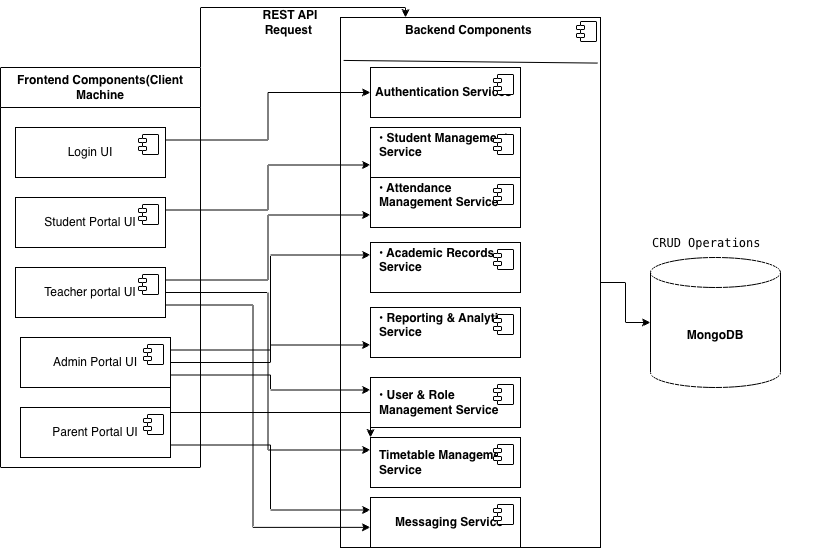 REST API
Request
Backend Components
Frontend Components(Client
Machine
Authentication Service
Login UI
• Student Manageme
Service
• Attendance
Management Service
Student Portal UI
• Academic Records
Service
CRUD Operations
Teacher portal UI
• Reporting & Analyti
Service
MongoDB
Admin Portal UI
• User & Role
Management Service
Parent Portal UI
Timetable Manageme
Service
Messaging Service